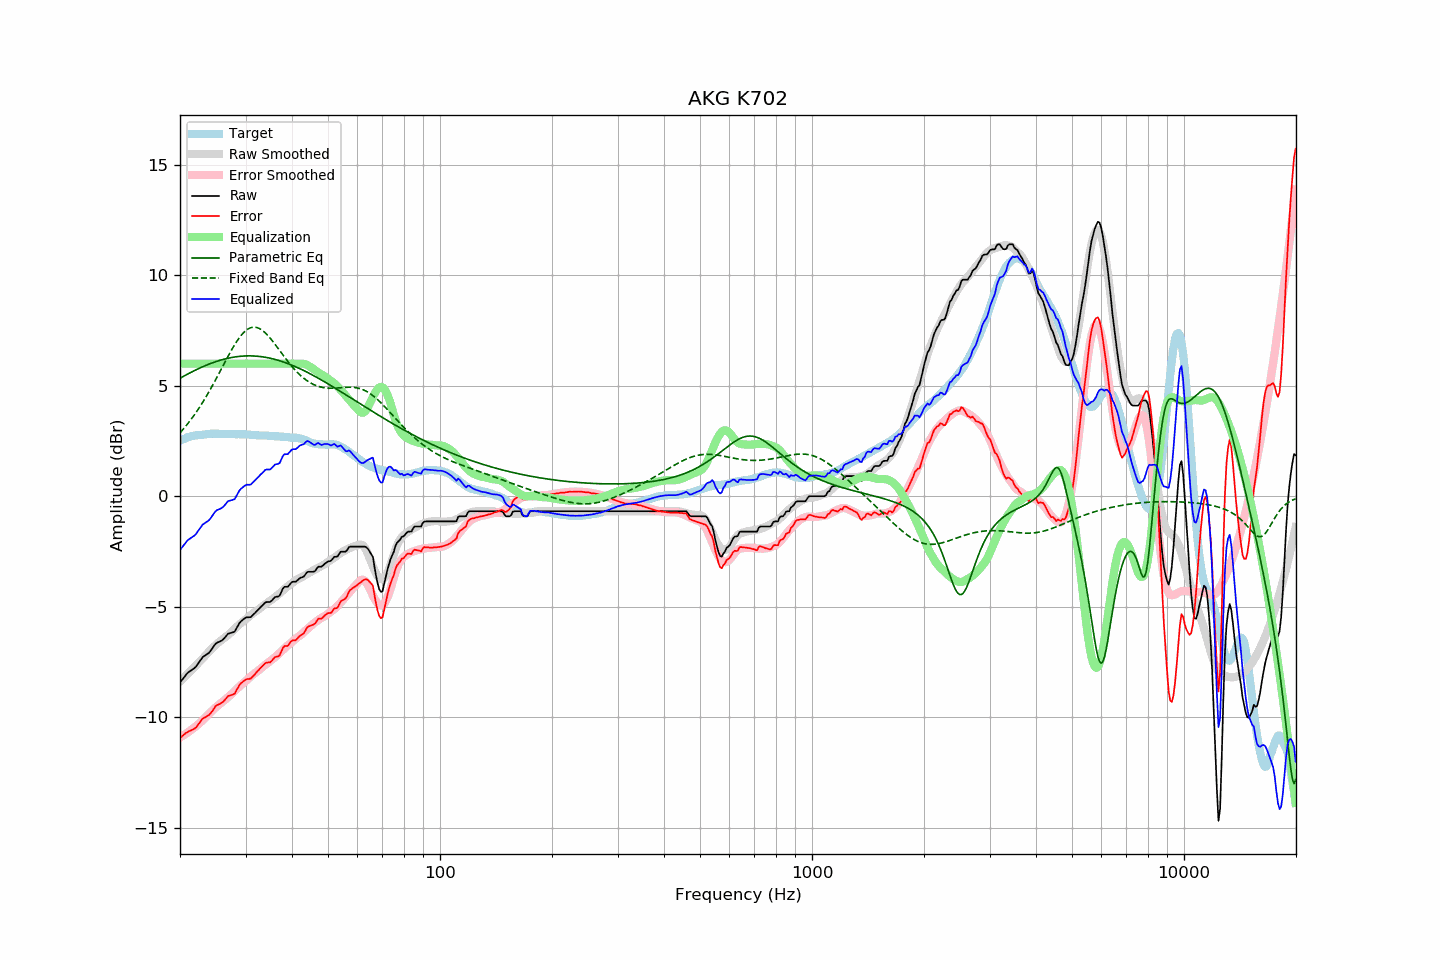 AKG K702
Target
Raw Smoothed
Error Smoothed
Raw
Error
Equalization
Parametric Eq
Fixed Band Eq
Equalized
15
10
5
0
−5
−10
−15
Amplitude (dBr)
100
1000
10000
Frequency (Hz)